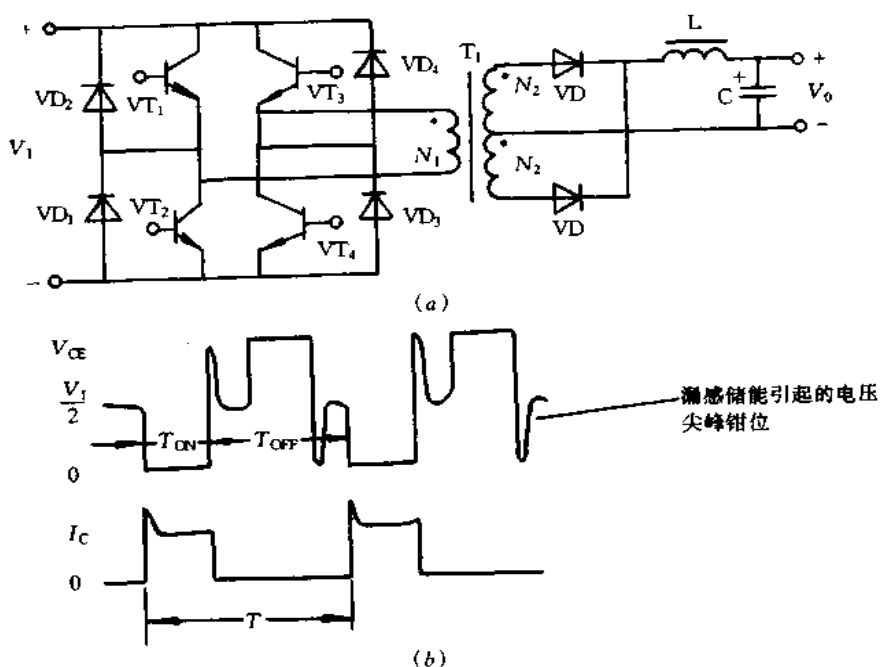 +
VD₂
VT₁
VT₃
VD₄
V₁
VD₁
VT₂
VT₄
VD₃
N₁
T₁
N₂
VD
N₂
VD
L
+
C
+
V₀
−
−
(a)
V_CE
V₁/2
0
T_ON
T_OFF
漏感储能引起的电压
尖峰钳位
I_C
0
T
(b)